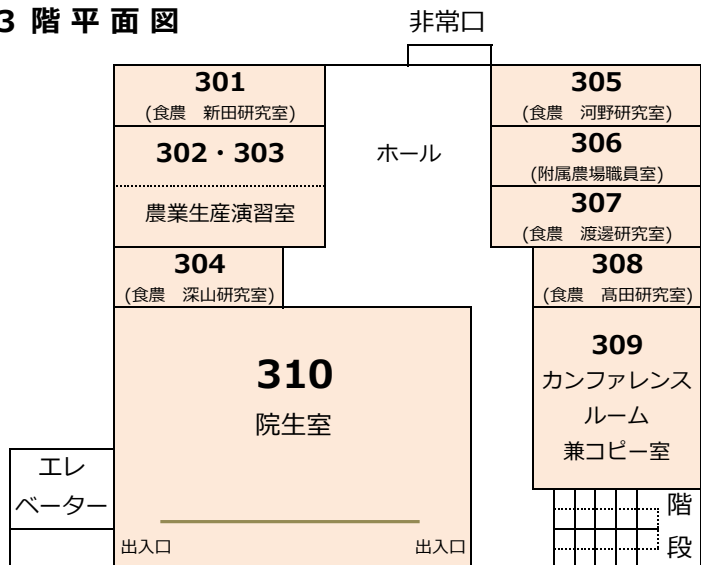 3 階 平 面 図
非常口
301
(食農　新田研究室)
302・303
農業生産演習室
304
(食農　深山研究室)
ホール
305
(食農　河野研究室)
306
(附属農場職員室)
307
(食農　渡邊研究室)
308
(食農　髙田研究室)
309
カンファレンス
ルーム
兼コピー室
310
院生室
出入口
出入口
エレ
ベーター
階
段